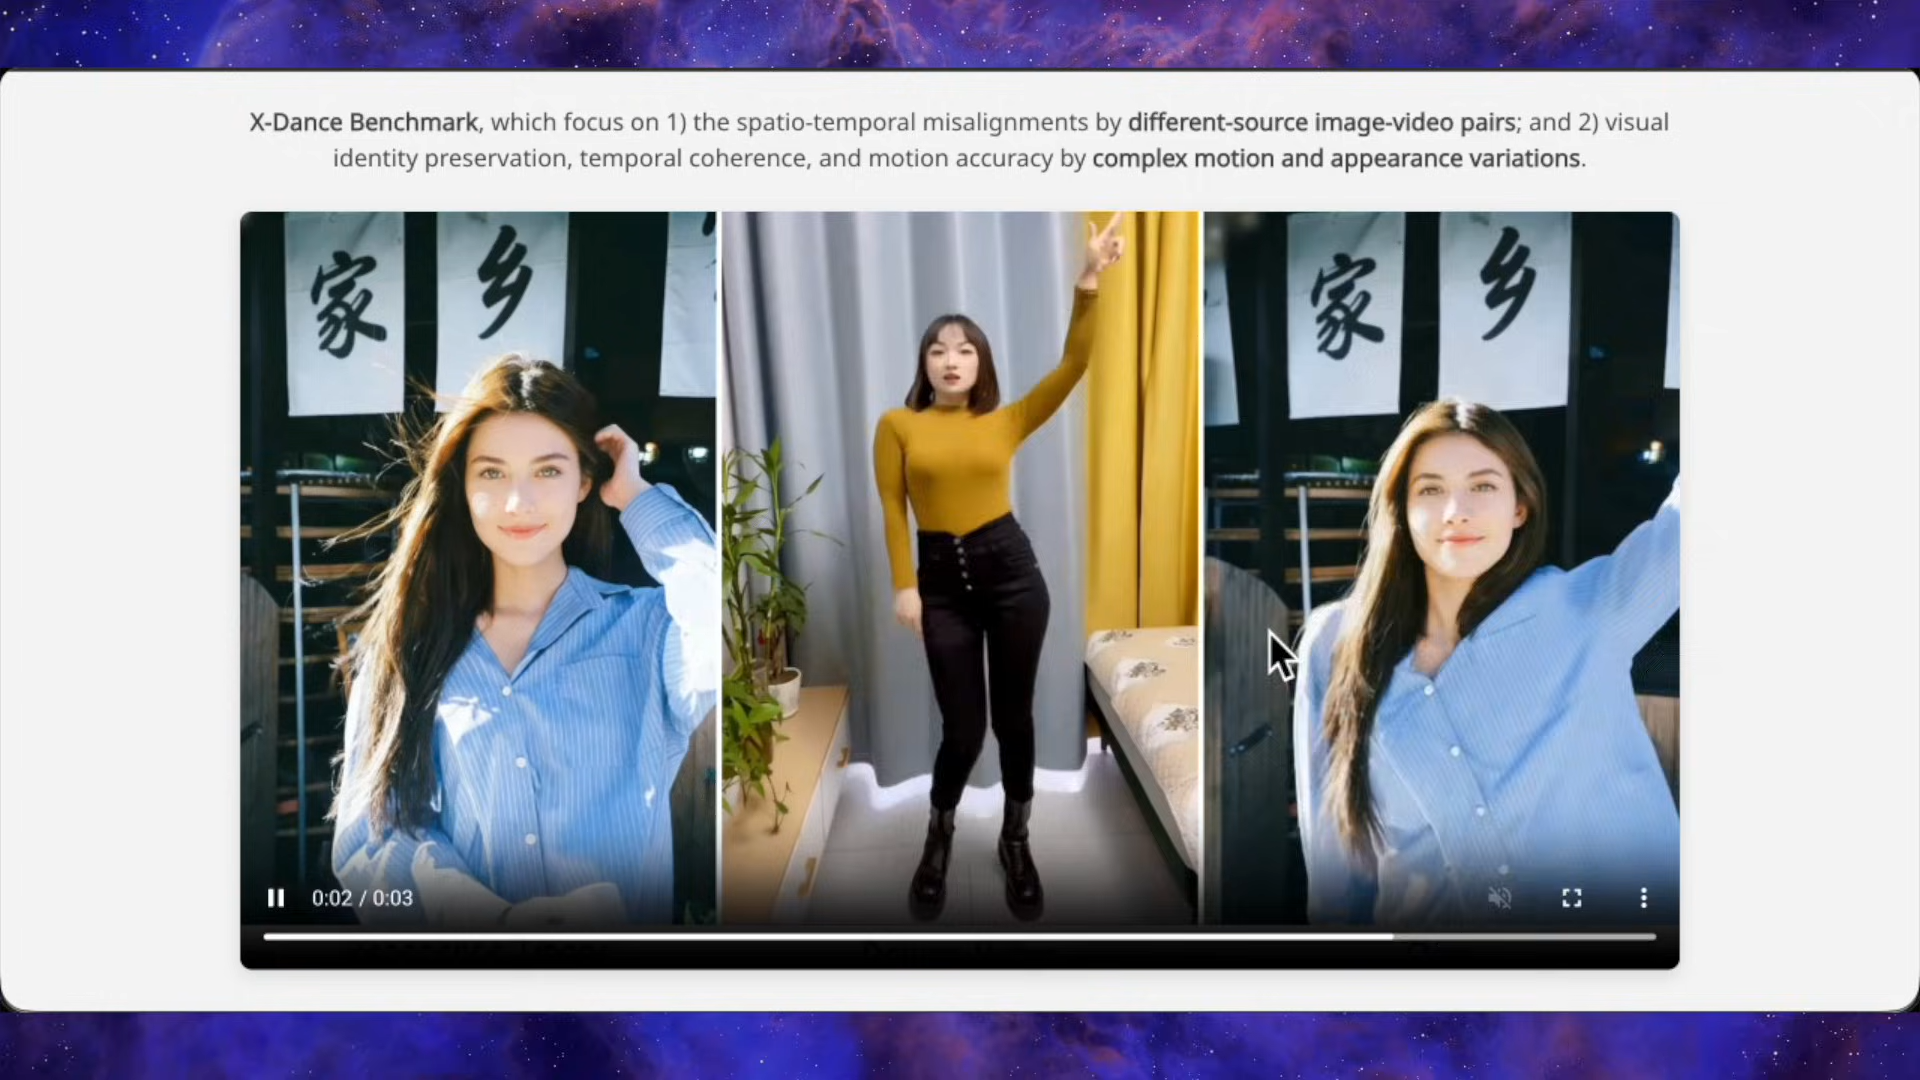 X-Dance Benchmark, which focus on 1) the spatio-temporal misalignments by different-source image-video pairs; and 2) visual
identity preservation, temporal coherence, and motion accuracy by complex motion and appearance variations.
家 乡
家 乡
0:02 / 0:03